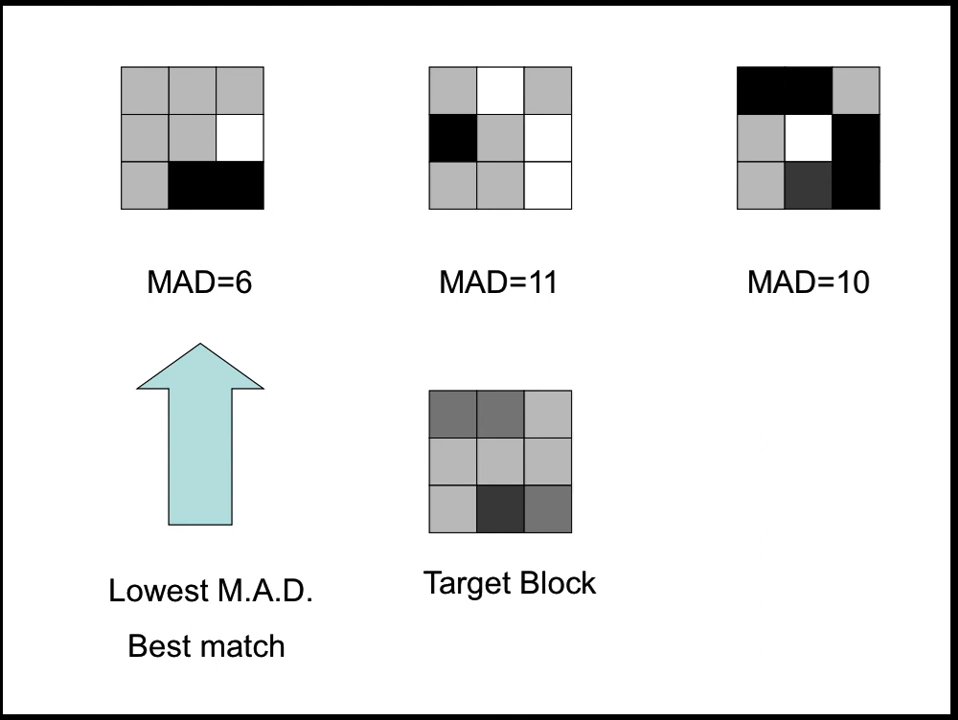 MAD=6
MAD=11
MAD=10
Lowest M.A.D.
Best match
Target Block